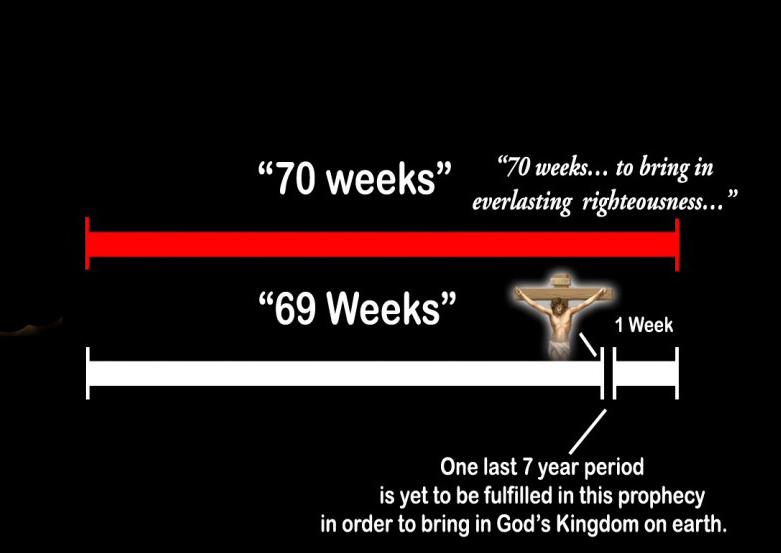 “70 weeks”
“70 weeks... to bring in
everlasting righteousness...”
“69 Weeks”
1 Week
One last 7 year period
is yet to be fulfilled in this prophecy
in order to bring in God’s Kingdom on earth.